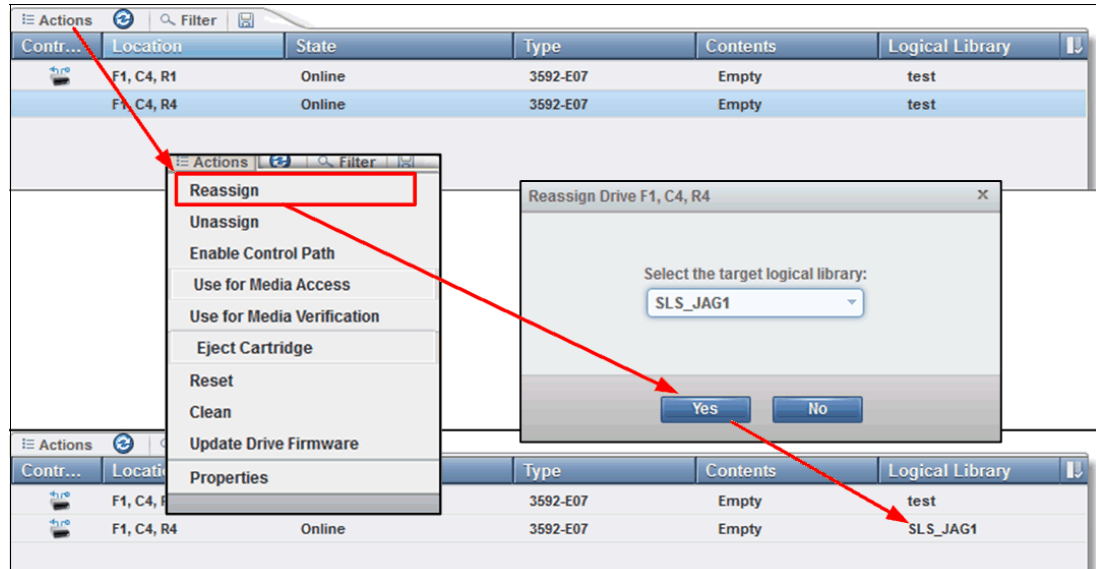 Actions Filter
Contr... Location State Type Contents Logical Library
F1, C4, R1 Online 3592-E07 Empty test
F1, C4, R4 Online 3592-E07 Empty test
Actions Filter
Reassign
Unassign
Enable Control Path
Use for Media Access
Use for Media Verification
Eject Cartridge
Reset
Clean
Update Drive Firmware
Properties
Reassign Drive F1, C4, R4 x
Select the target logical library:
SLS_JAG1
Yes No
Actions
Contr... Type Contents Logical Library
F1, C4, 3592-E07 Empty test
F1, C4, R4 Online 3592-E07 Empty SLS_JAG1